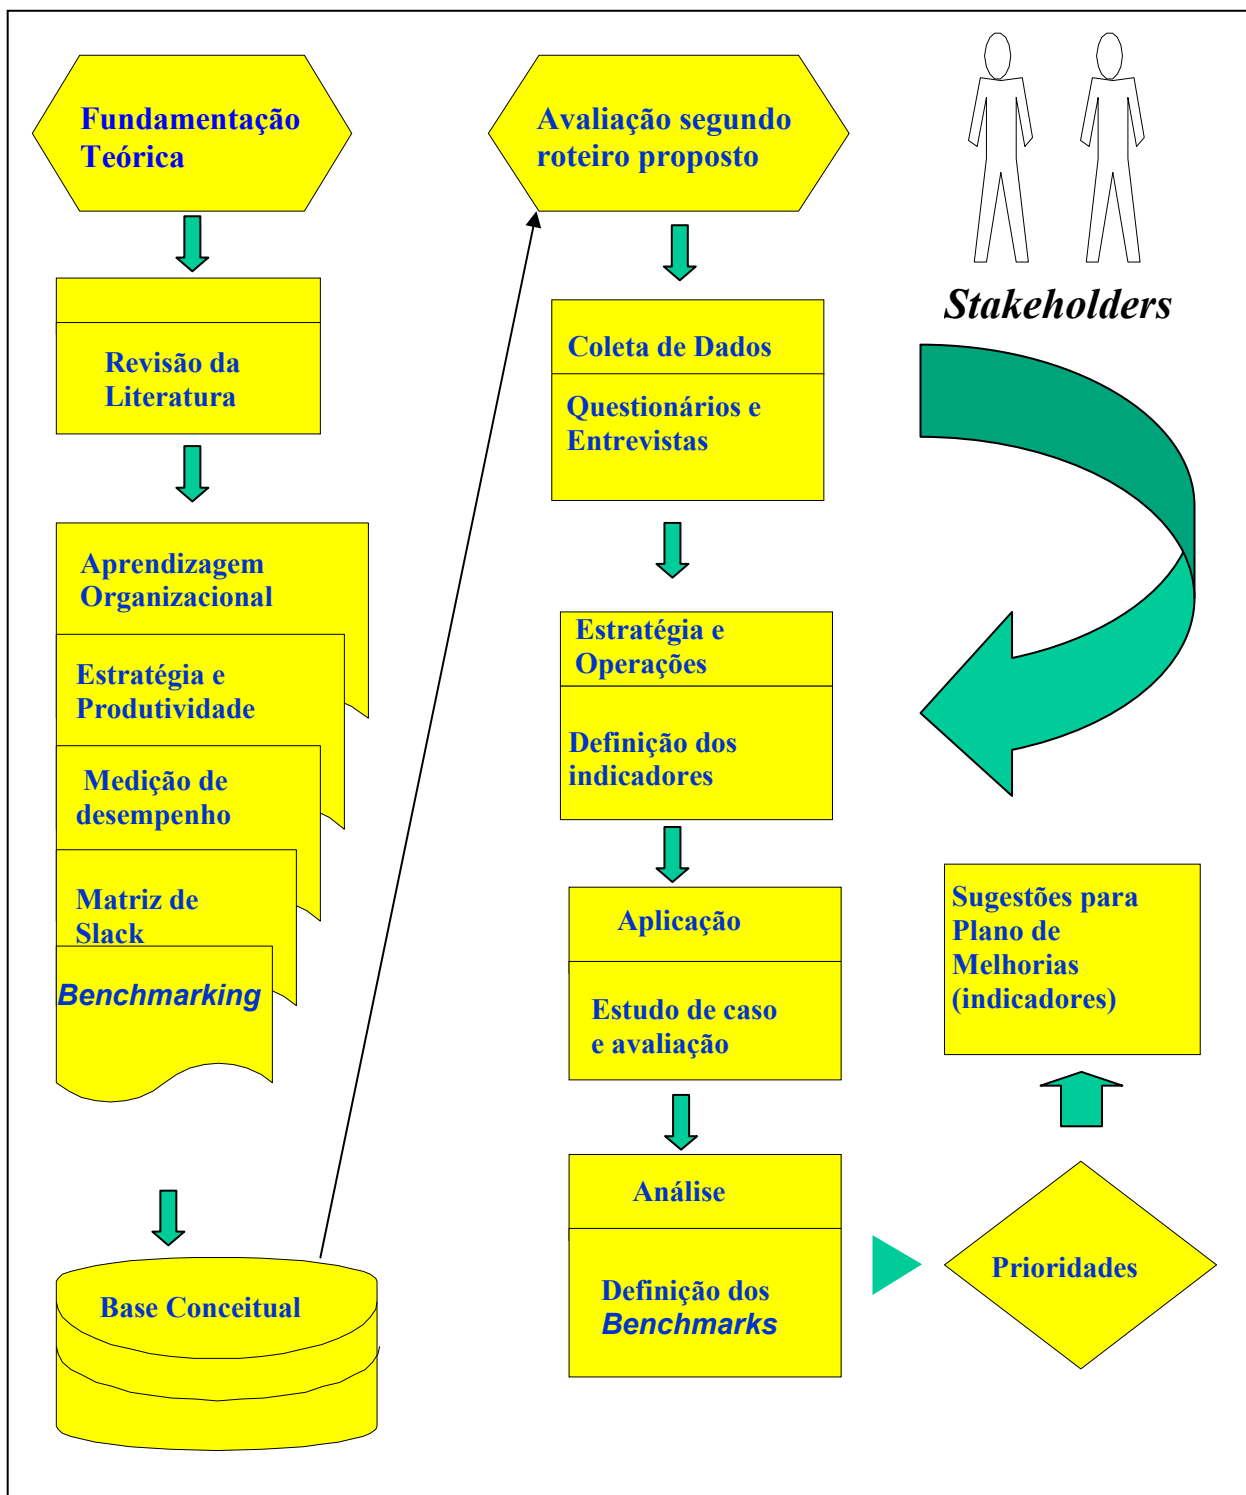 Fundamentação
Teórica
Revisão da
Literatura
Aprendizagem
Organizacional
Estratégia e
Produtividade
Medição de
desempenho
Matriz de
Slack
Benchmarking
Base Conceitual
Avaliação segundo
roteiro proposto
Coleta de Dados
Questionários e
Entrevistas
Estratégia e
Operações
Definição dos
indicadores
Aplicação
Estudo de caso
e avaliação
Análise
Definição dos
Benchmarks
Stakeholders
Prioridades
Sugestões para
Plano de
Melhorias
(indicadores)